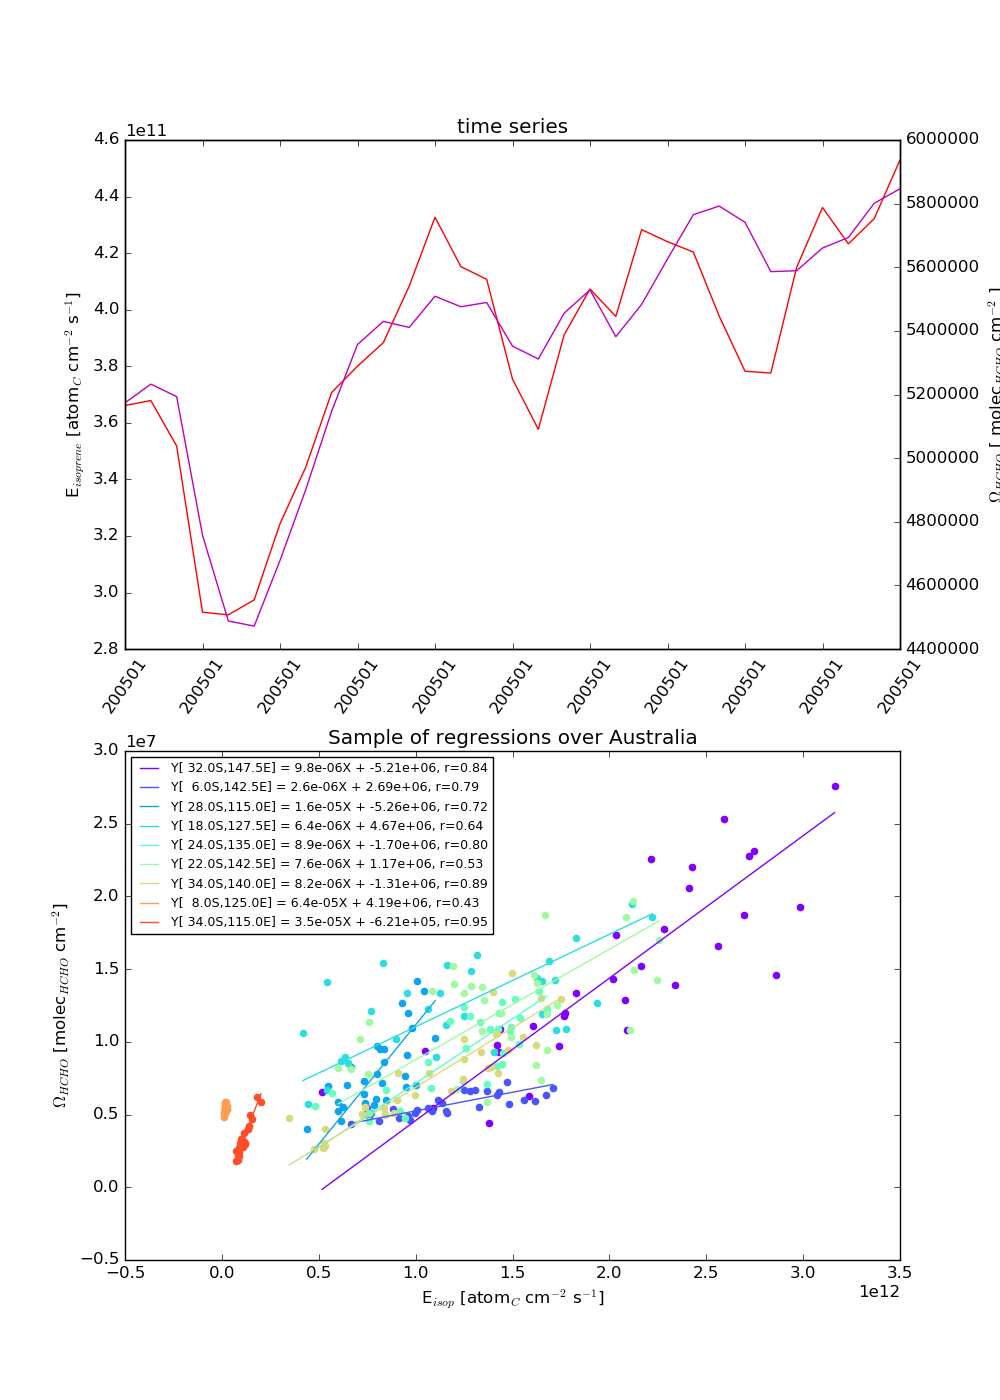 time series
1e11
4.6
4.4
4.2
4.0
3.8
3.6
3.4
3.2
3.0
2.8
E_isoprene [atom_C cm^−2 s^−1]
6000000
5800000
5600000
5400000
5200000
5000000
4800000
4600000
4400000
Ω_HCHO [ molec_HCHO cm^−2 ]
200501 200501 200501 200501 200501 200501 200501 200501 200501 200501 200501
Sample of regressions over Australia
1e7
3.0
2.5
2.0
1.5
1.0
0.5
0.0
−0.5
Ω_HCHO [molec_HCHO cm^−2]
Y[ 32.0S,147.5E] = 9.8e-06X + -5.21e+06, r=0.84
Y[  6.0S,142.5E] = 2.6e-06X + 2.69e+06, r=0.79
Y[ 28.0S,115.0E] = 1.6e-05X + -5.26e+06, r=0.72
Y[ 18.0S,127.5E] = 6.4e-06X + 4.67e+06, r=0.64
Y[ 24.0S,135.0E] = 8.9e-06X + -1.70e+06, r=0.80
Y[ 22.0S,142.5E] = 7.6e-06X + 1.17e+06, r=0.53
Y[ 34.0S,140.0E] = 8.2e-06X + -1.31e+06, r=0.89
Y[  8.0S,125.0E] = 6.4e-05X + 4.19e+06, r=0.43
Y[ 34.0S,115.0E] = 3.5e-05X + -6.21e+05, r=0.95
−0.5 0.0 0.5 1.0 1.5 2.0 2.5 3.0 3.5
1e12
E_isop [atom_C cm^−2 s^−1]